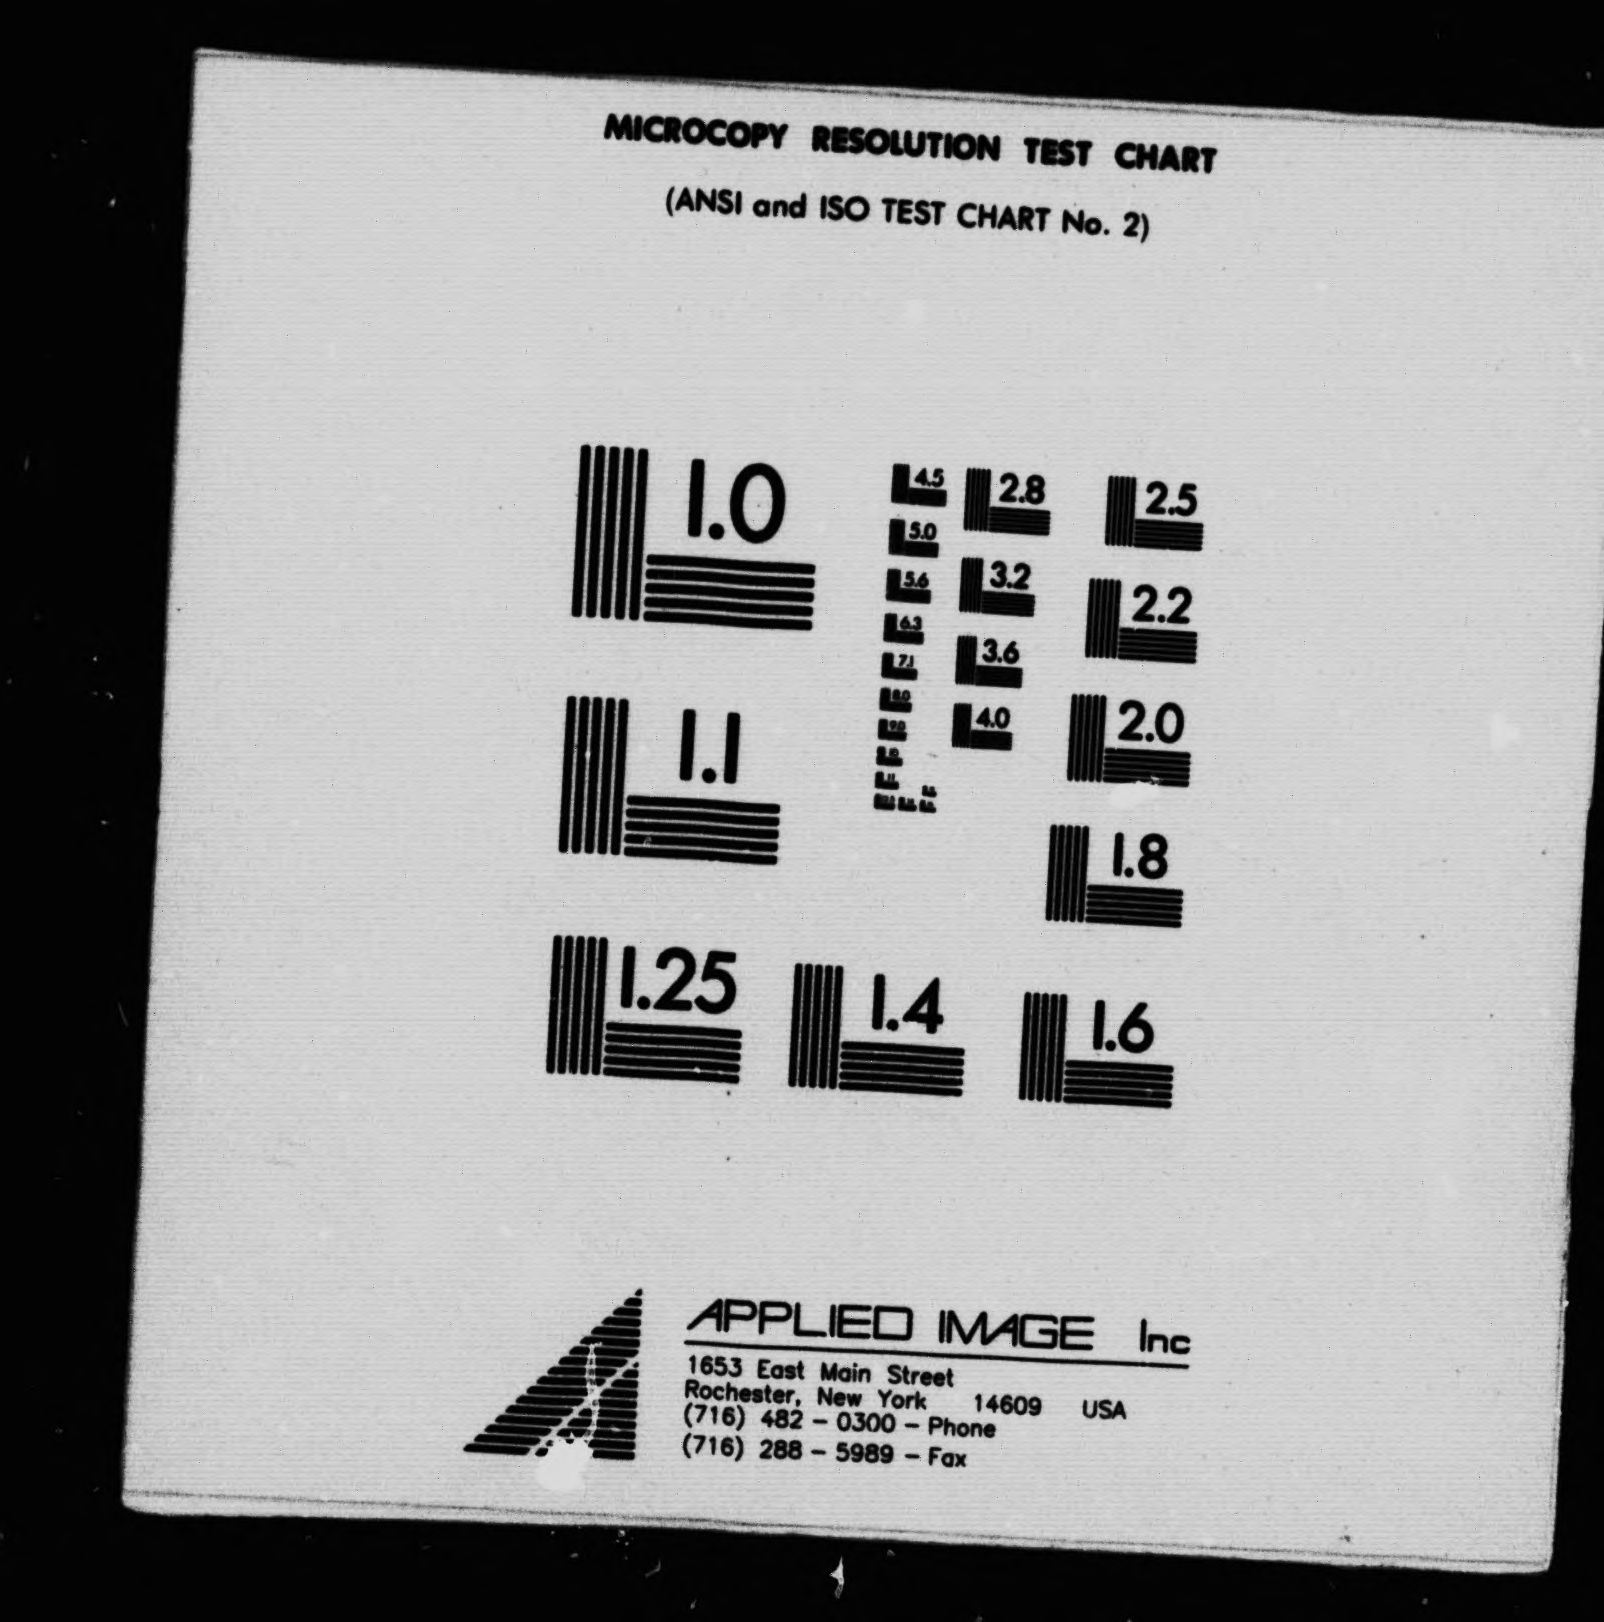 MICROCOPY RESOLUTION TEST CHART
(ANSI and ISO TEST CHART No. 2)
1.0
1.1
1.25
1.4
1.6
1.8
2.0
2.2
2.5
2.8
3.2
3.6
4.0
4.5
5.0
5.6
6.3
7.1
8.0
9.0
APPLIED IMAGE Inc
1653 East Main Street
Rochester, New York 14609 USA
(716) 482 - 0300 - Phone
(716) 288 - 5989 - Fax